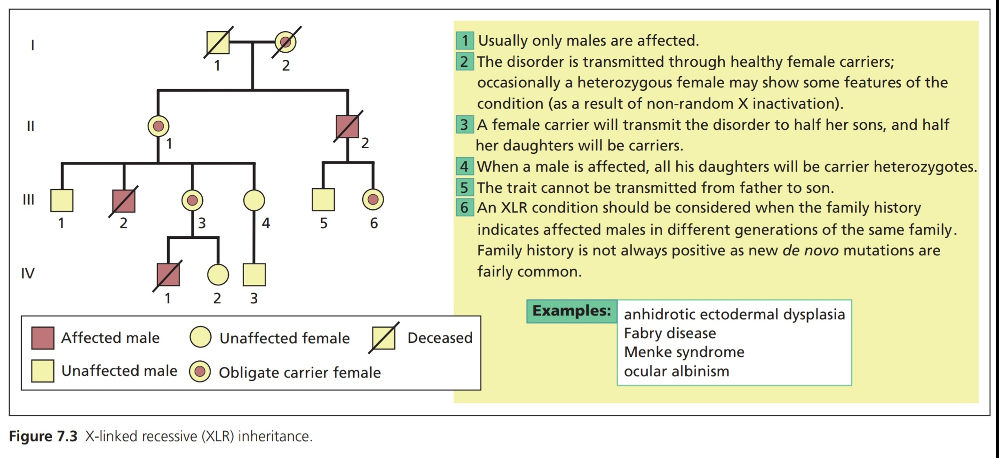 I
1
2
II
1
2
III
1
2
3
4
5
6
IV
1
2
3
Affected male
Unaffected female
Deceased
Unaffected male
Obligate carrier female
1 Usually only males are affected.
2 The disorder is transmitted through healthy female carriers;
occasionally a heterozygous female may show some features of the
condition (as a result of non-random X inactivation).
3 A female carrier will transmit the disorder to half her sons, and half
her daughters will be carriers.
4 When a male is affected, all his daughters will be carrier heterozygotes.
5 The trait cannot be transmitted from father to son.
6 An XLR condition should be considered when the family history
indicates affected males in different generations of the same family.
Family history is not always positive as new de novo mutations are
fairly common.
Examples:
anhidrotic ectodermal dysplasia
Fabry disease
Menke syndrome
ocular albinism
Figure 7.3 X-linked recessive (XLR) inheritance.